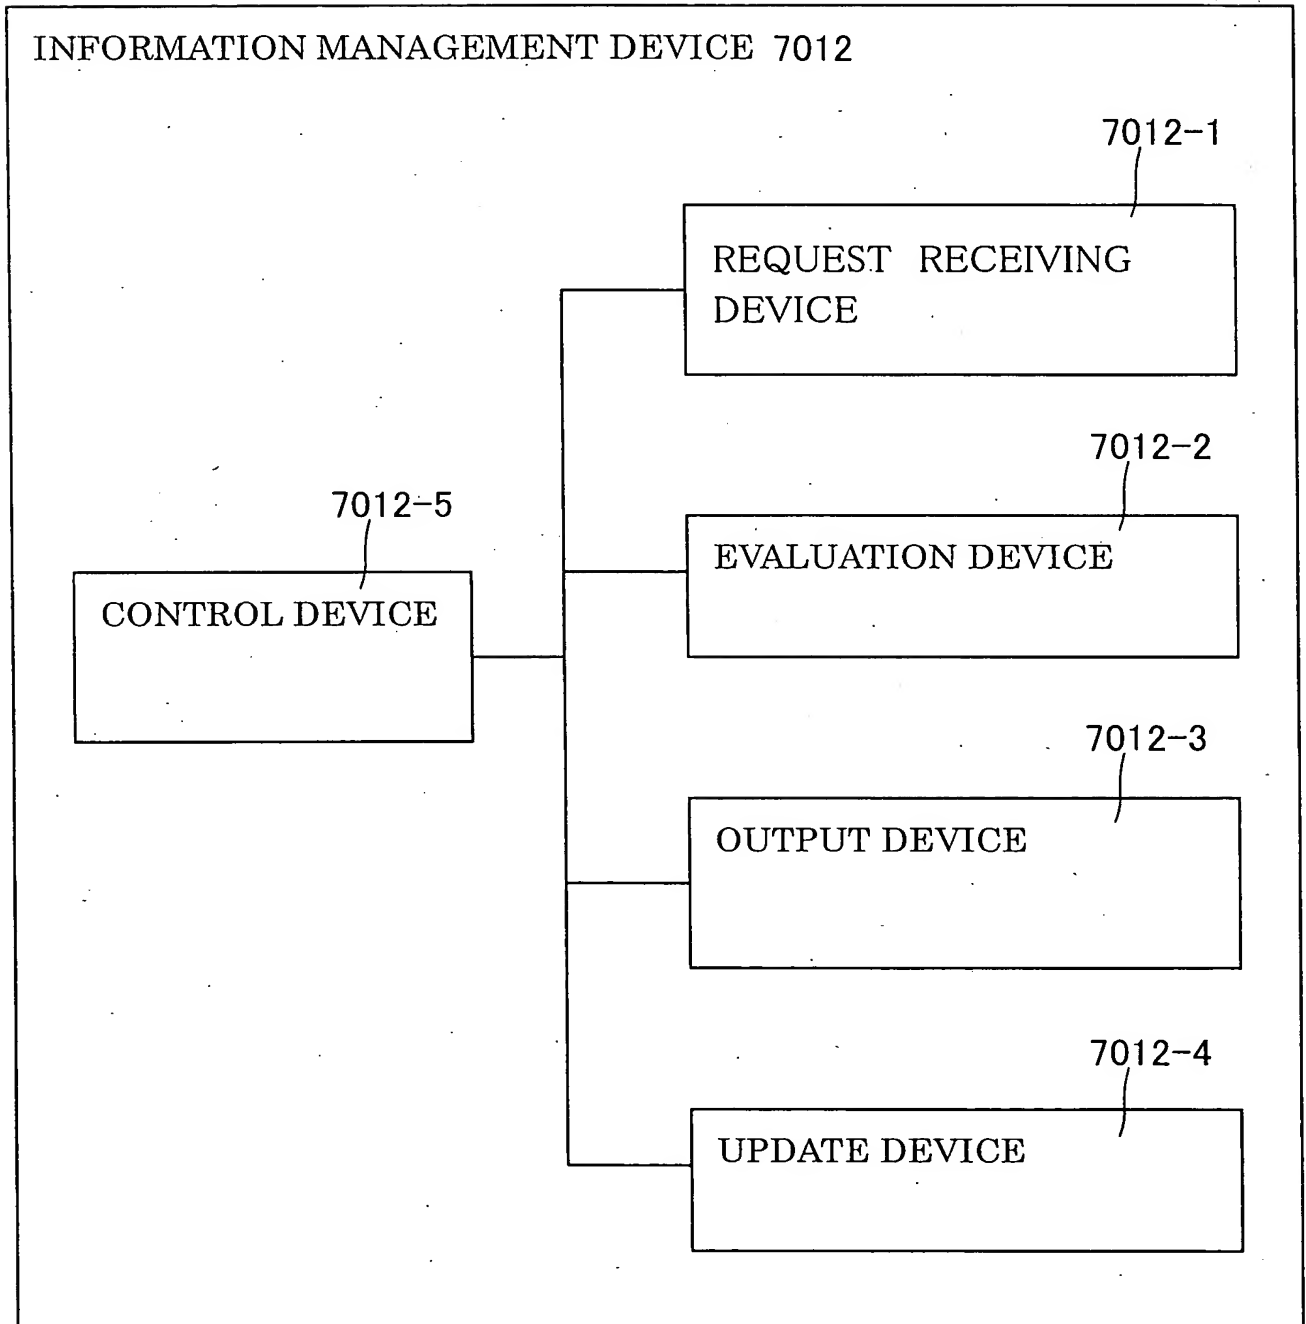 INFORMATION MANAGEMENT DEVICE 7012
7012-1
REQUEST RECEIVING
DEVICE
7012-2
EVALUATION DEVICE
7012-5
CONTROL DEVICE
7012-3
OUTPUT DEVICE
7012-4
UPDATE DEVICE